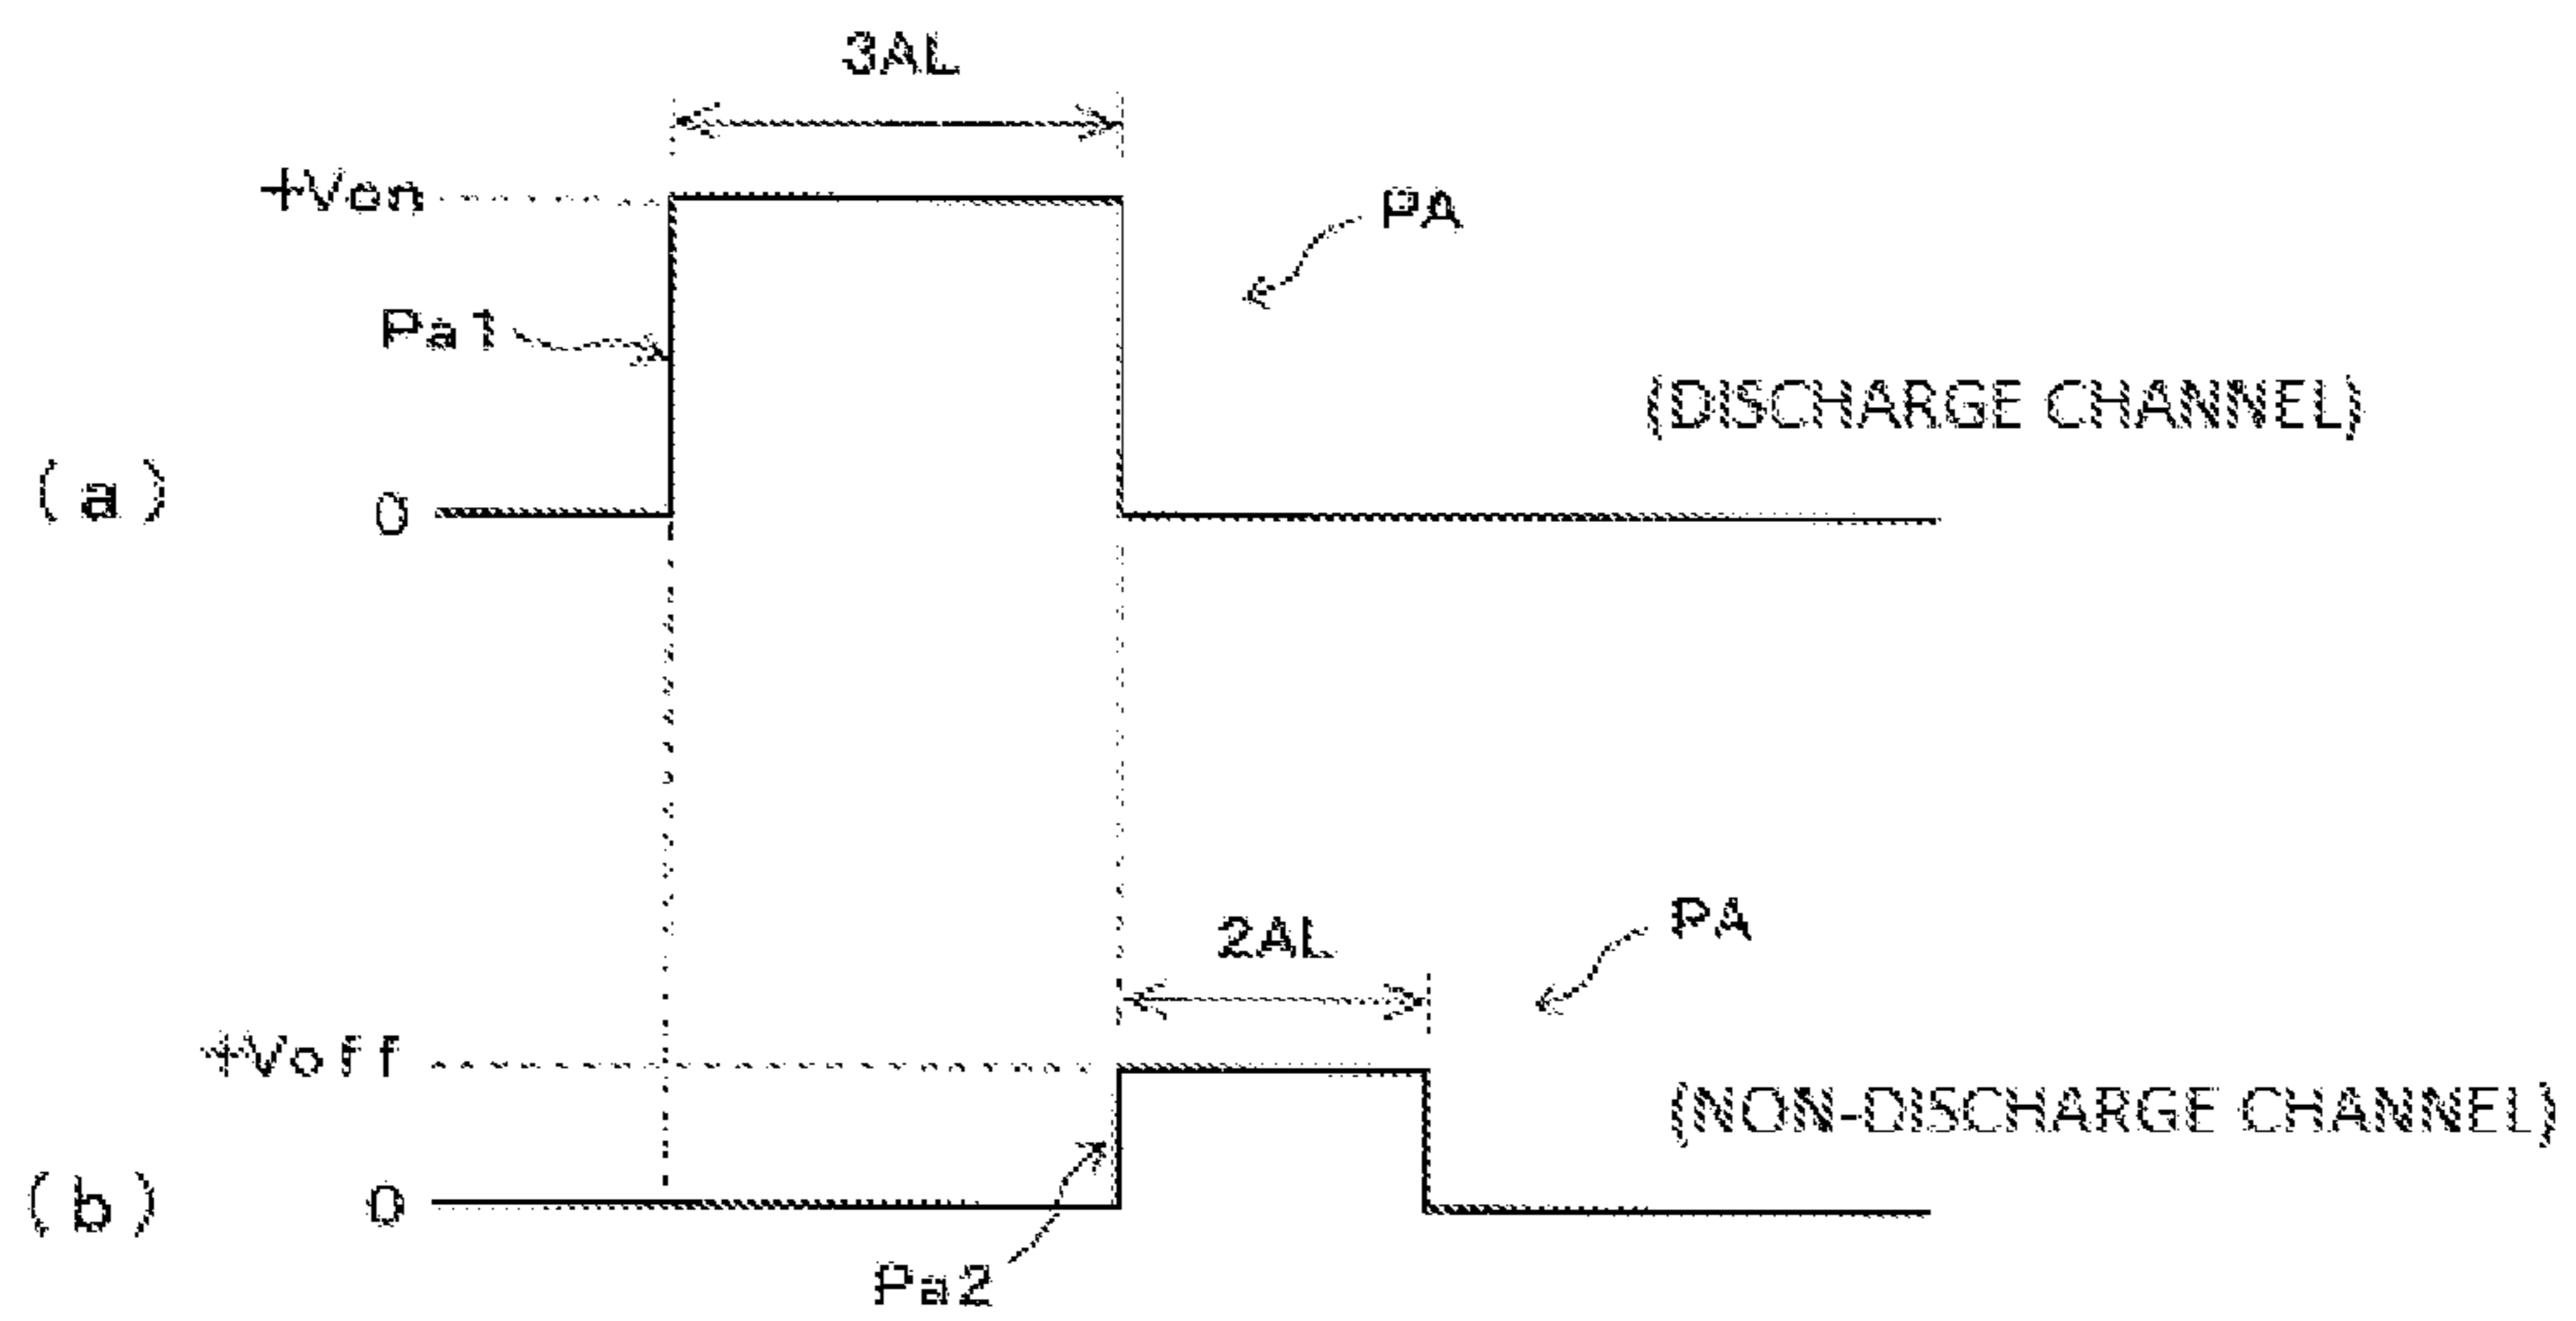 3AL
+Von
PA
Pa1
(DISCHARGE CHANNEL)
(a)
0
2AL
PA
+Voff
(NON-DISCHARGE CHANNEL)
(b)
0
Pa2